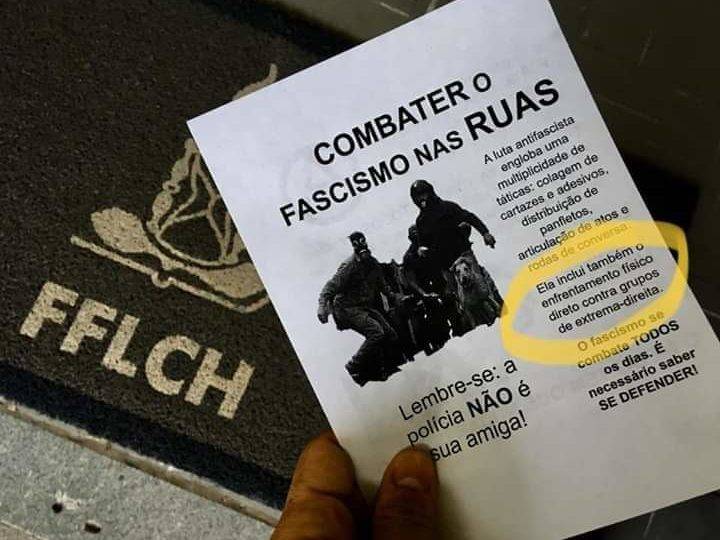 FFLCH
COMBATER O
FASCISMO NAS RUAS
A luta antifascista
engloba uma
multiplicidade de
táticas: colagem de
cartazes e adesivos,
distribuição de
panfletos,
articulação de atos e
rodas de conversa.
Ela inclui também o
enfrentamento físico
direto contra grupos
de extrema-direita.
O fascismo se
combate TODOS
os dias. É
necessário saber
SE DEFENDER!
Lembre-se: a
polícia NÃO é
sua amiga!